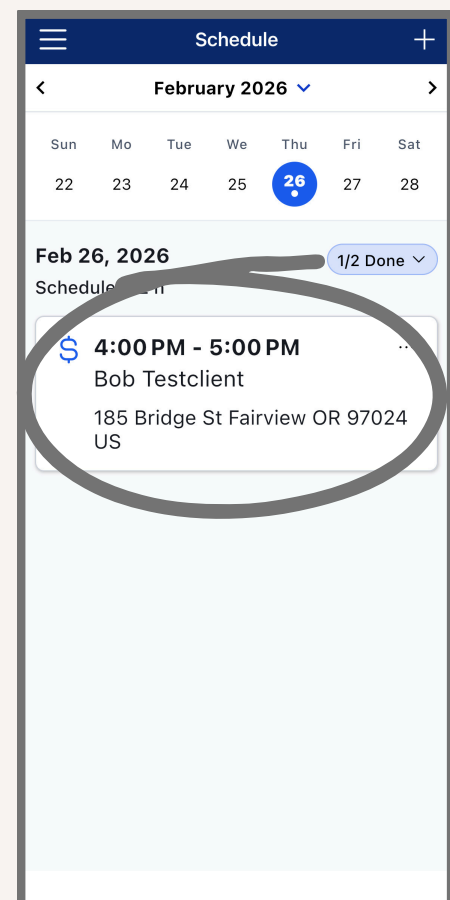 Schedule
February 2026
Sun Mo Tue We Thu Fri Sat
22 23 24 25 26 27 28
Feb 26, 2026
1/2 Done
Schedule
4:00 PM - 5:00 PM
Bob Testclient
185 Bridge St Fairview OR 97024
US